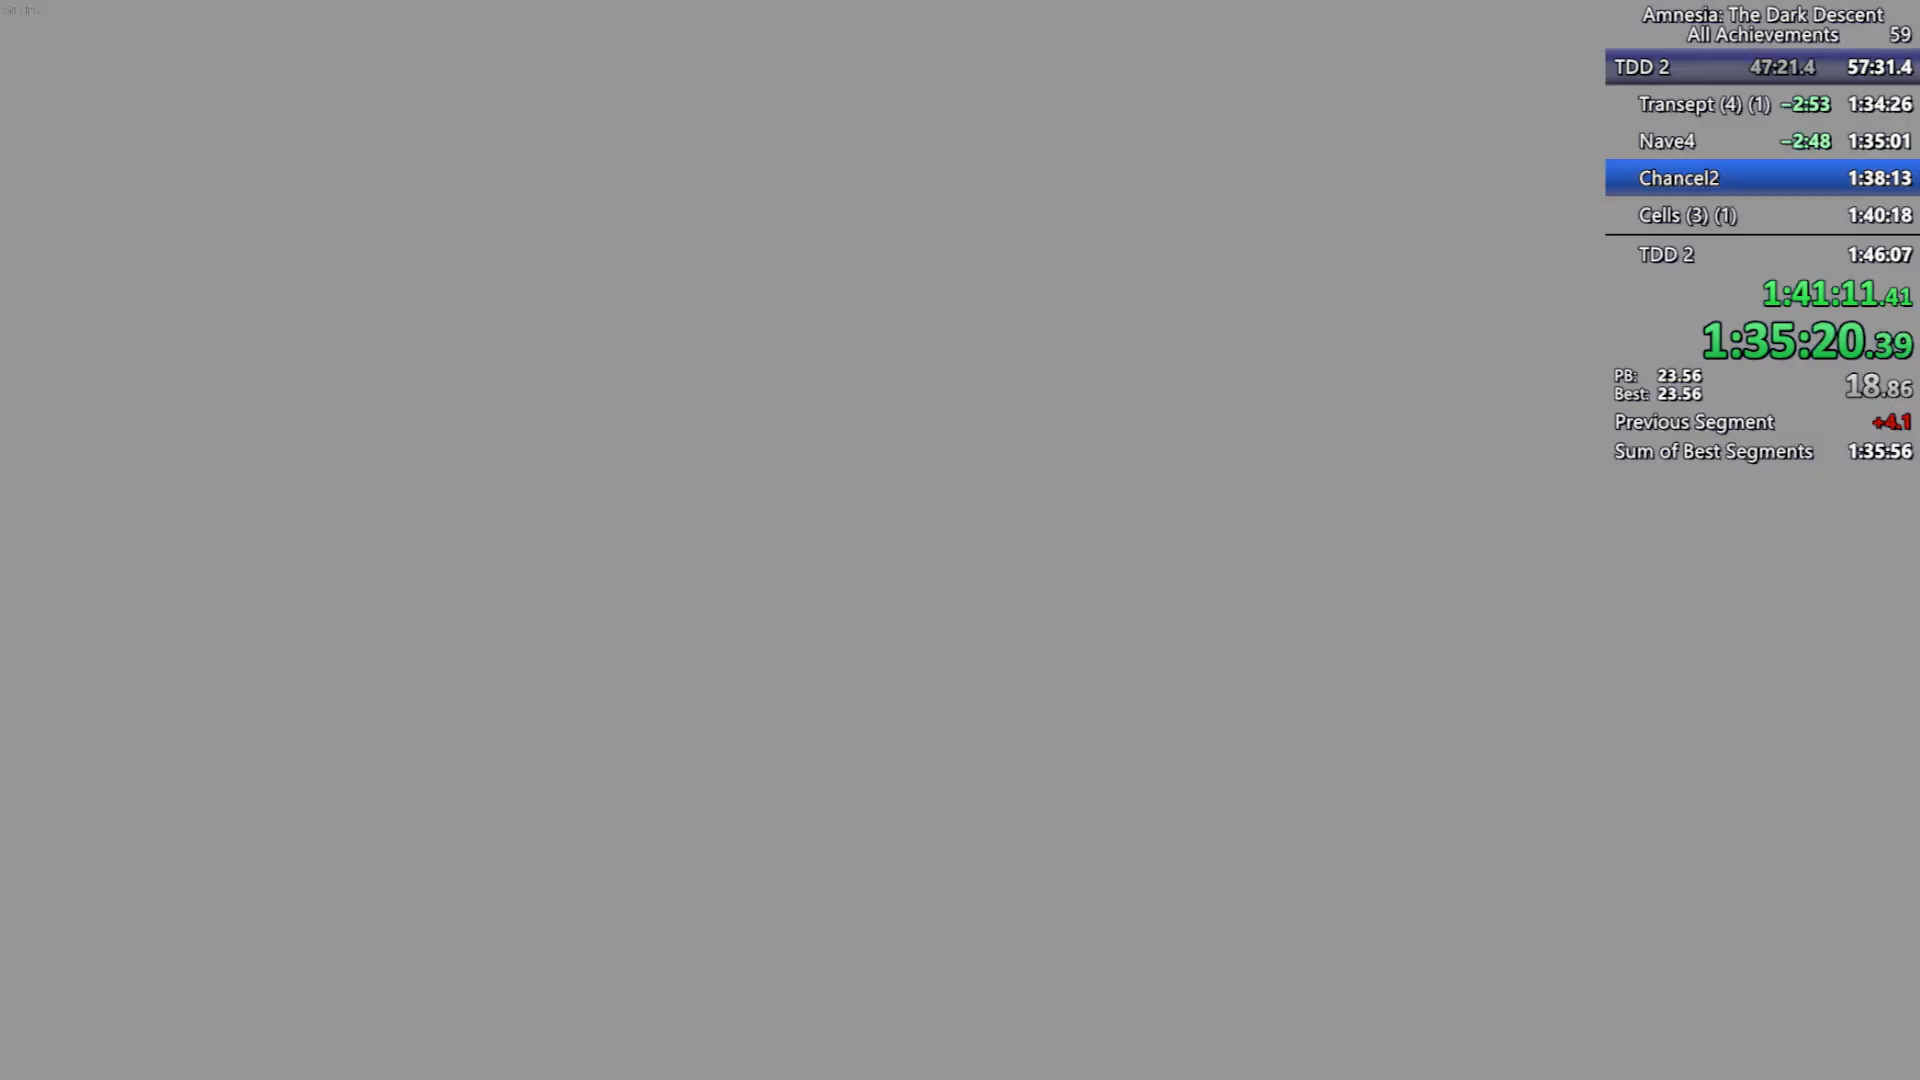 Amnesia: The Dark Descent
All Achievements 59
TDD 2 47:21.4 57:31.4
Transept (4) (1) -2:53 1:34:26
Nave4 -2:48 1:35:01
Chancel2 1:38:13
Cells (3) (1) 1:40:18
TDD 2 1:46:07
1:41:11.41
1:35:20.39
PB: 23.56
Best: 23.56
18.86
Previous Segment +4.1
Sum of Best Segments 1:35:56